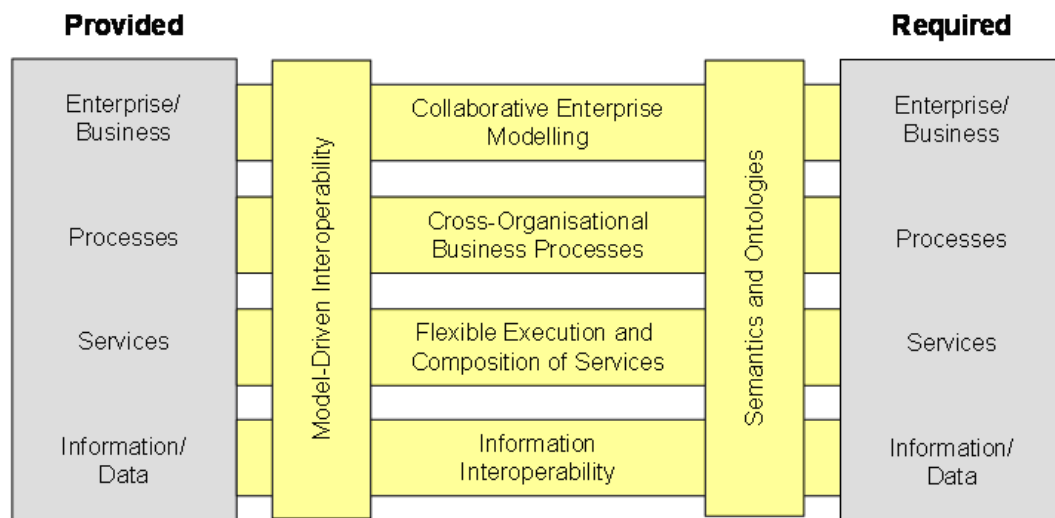 Provided
Required
Enterprise/
Business
Processes
Services
Information/
Data
Model-Driven Interoperability
Collaborative Enterprise
Modelling
Cross-Organisational
Business Processes
Flexible Execution and
Composition of Services
Information
Interoperability
Semantics and Ontologies
Enterprise/
Business
Processes
Services
Information/
Data